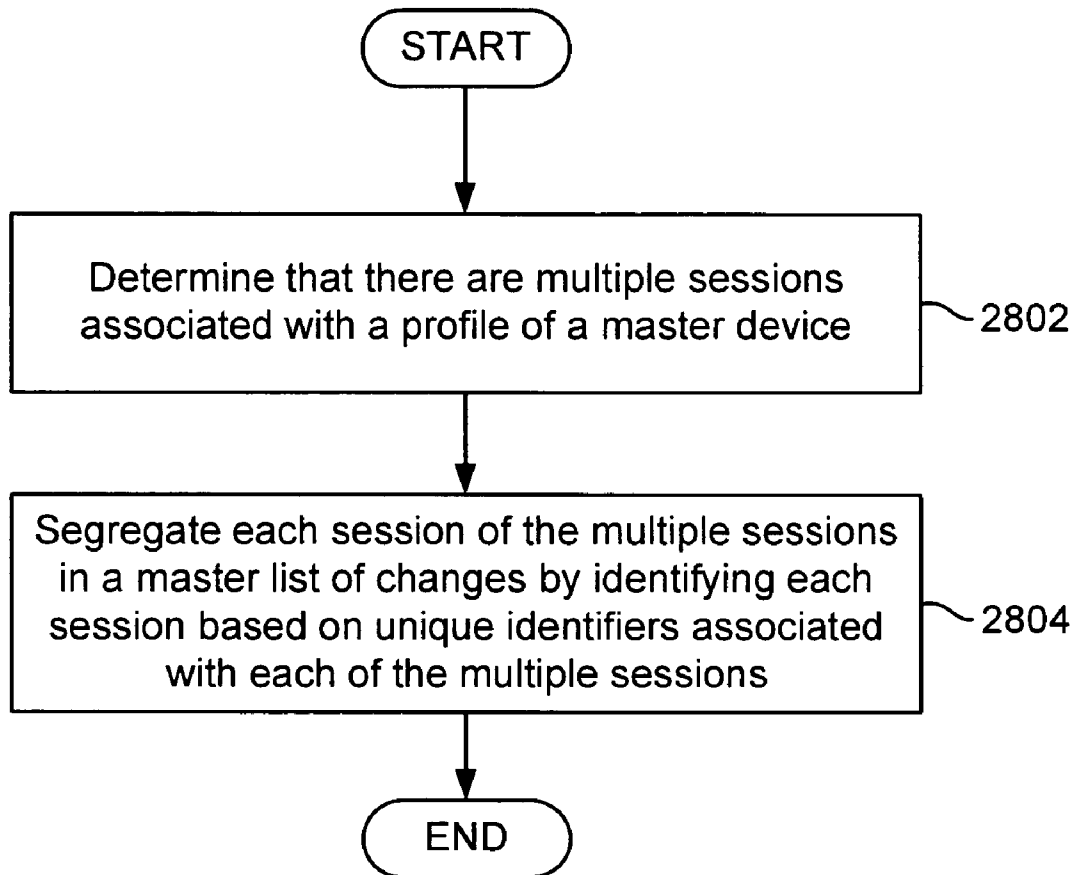 START
Determine that there are multiple sessions
associated with a profile of a master device
2802
Segregate each session of the multiple sessions
in a master list of changes by identifying each
session based on unique identifiers associated
with each of the multiple sessions
2804
END